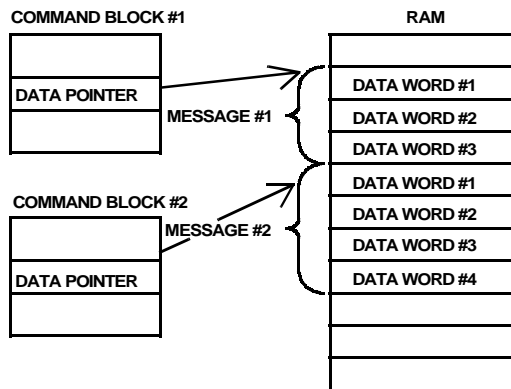 COMMAND BLOCK #1
DATA POINTER
MESSAGE #1
COMMAND BLOCK #2
MESSAGE #2
DATA POINTER
RAM
DATA WORD #1
DATA WORD #2
DATA WORD #3
DATA WORD #1
DATA WORD #2
DATA WORD #3
DATA WORD #4